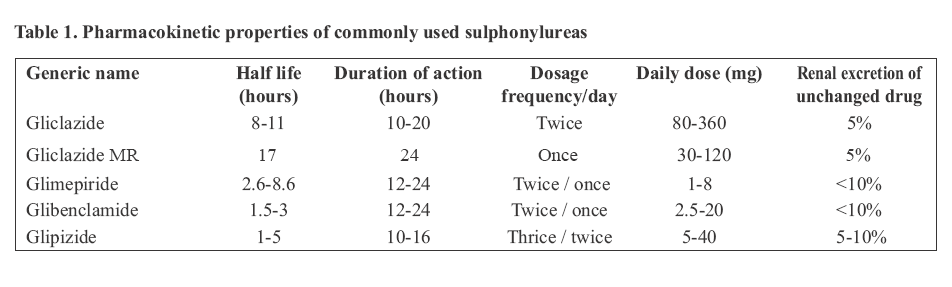 Table 1. Pharmacokinetic properties of commonly used sulphonylureas
Generic name Half life Duration of action Dosage Daily dose (mg) Renal excretion of
(hours) (hours) frequency/day unchanged drug
Gliclazide 8-11 10-20 Twice 80-360 5%
Gliclazide MR 17 24 Once 30-120 5%
Glimepiride 2.6-8.6 12-24 Twice / once 1-8 <10%
Glibenclamide 1.5-3 12-24 Twice / once 2.5-20 <10%
Glipizide 1-5 10-16 Thrice / twice 5-40 5-10%